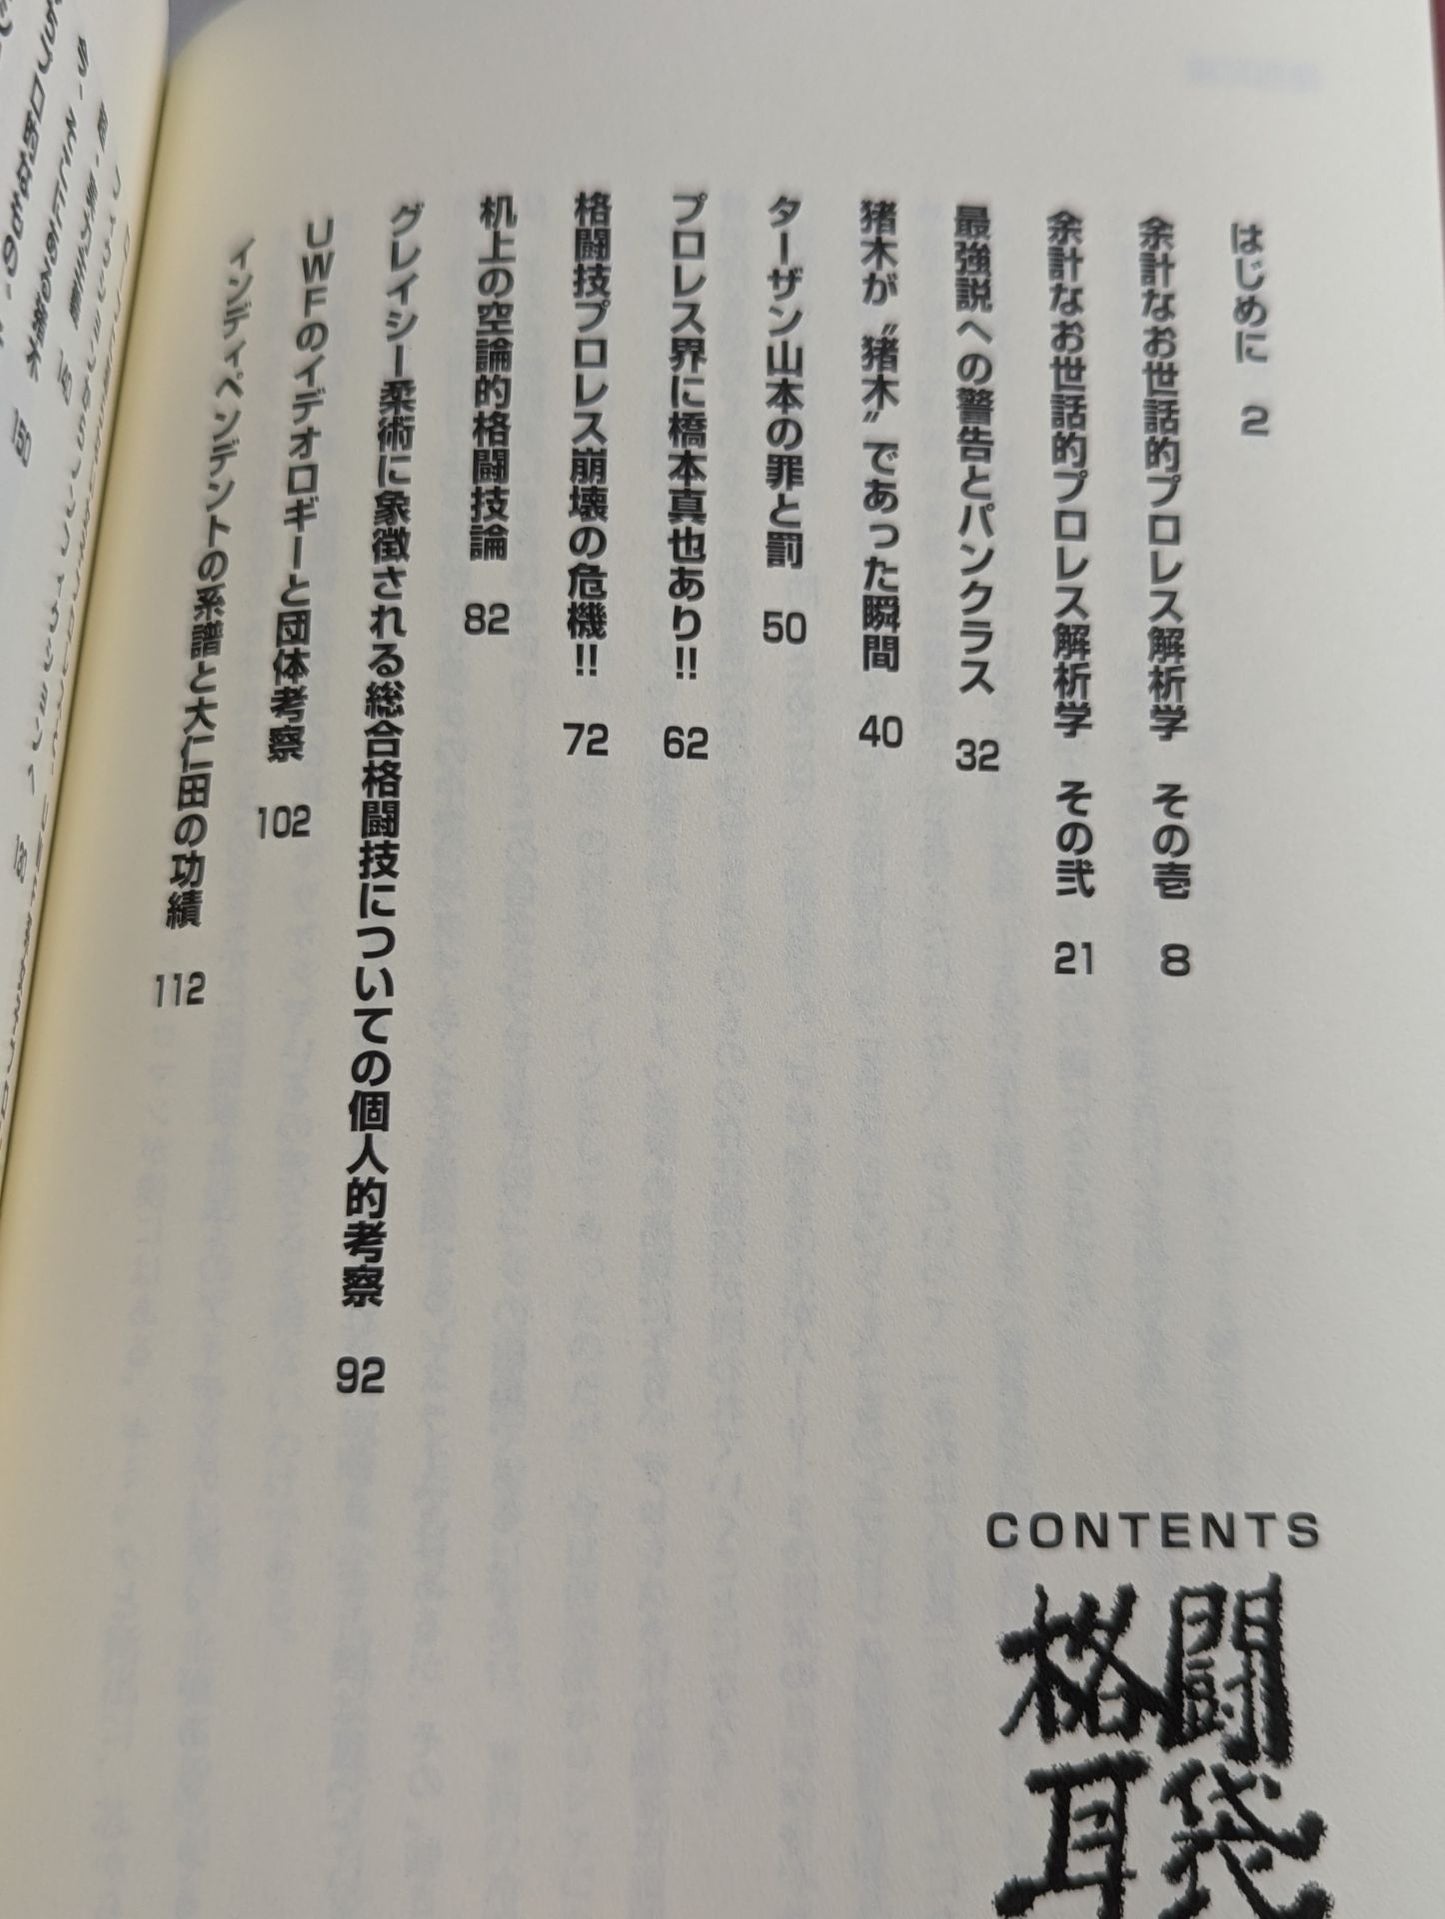 CONTENTS
格闘
耳袋
はじめに 2
余計なお世話的プロレス解析学 その壱 8
余計なお世話的プロレス解析学 その弐 21
最強説への警告とパンクラス 32
猪木が〝猪木〟であった瞬間 40
ターザン山本の罪と罰 50
プロレス界に橋本真也あり!! 62
格闘技プロレス崩壊の危機!! 72
机上の空論的格闘技論 82
グレイシー柔術に象徴される総合格闘技についての個人的考察 92
UWFのイデオロギーと団体考察 102
インディペンデントの系譜と大仁田の功績 112
140
150